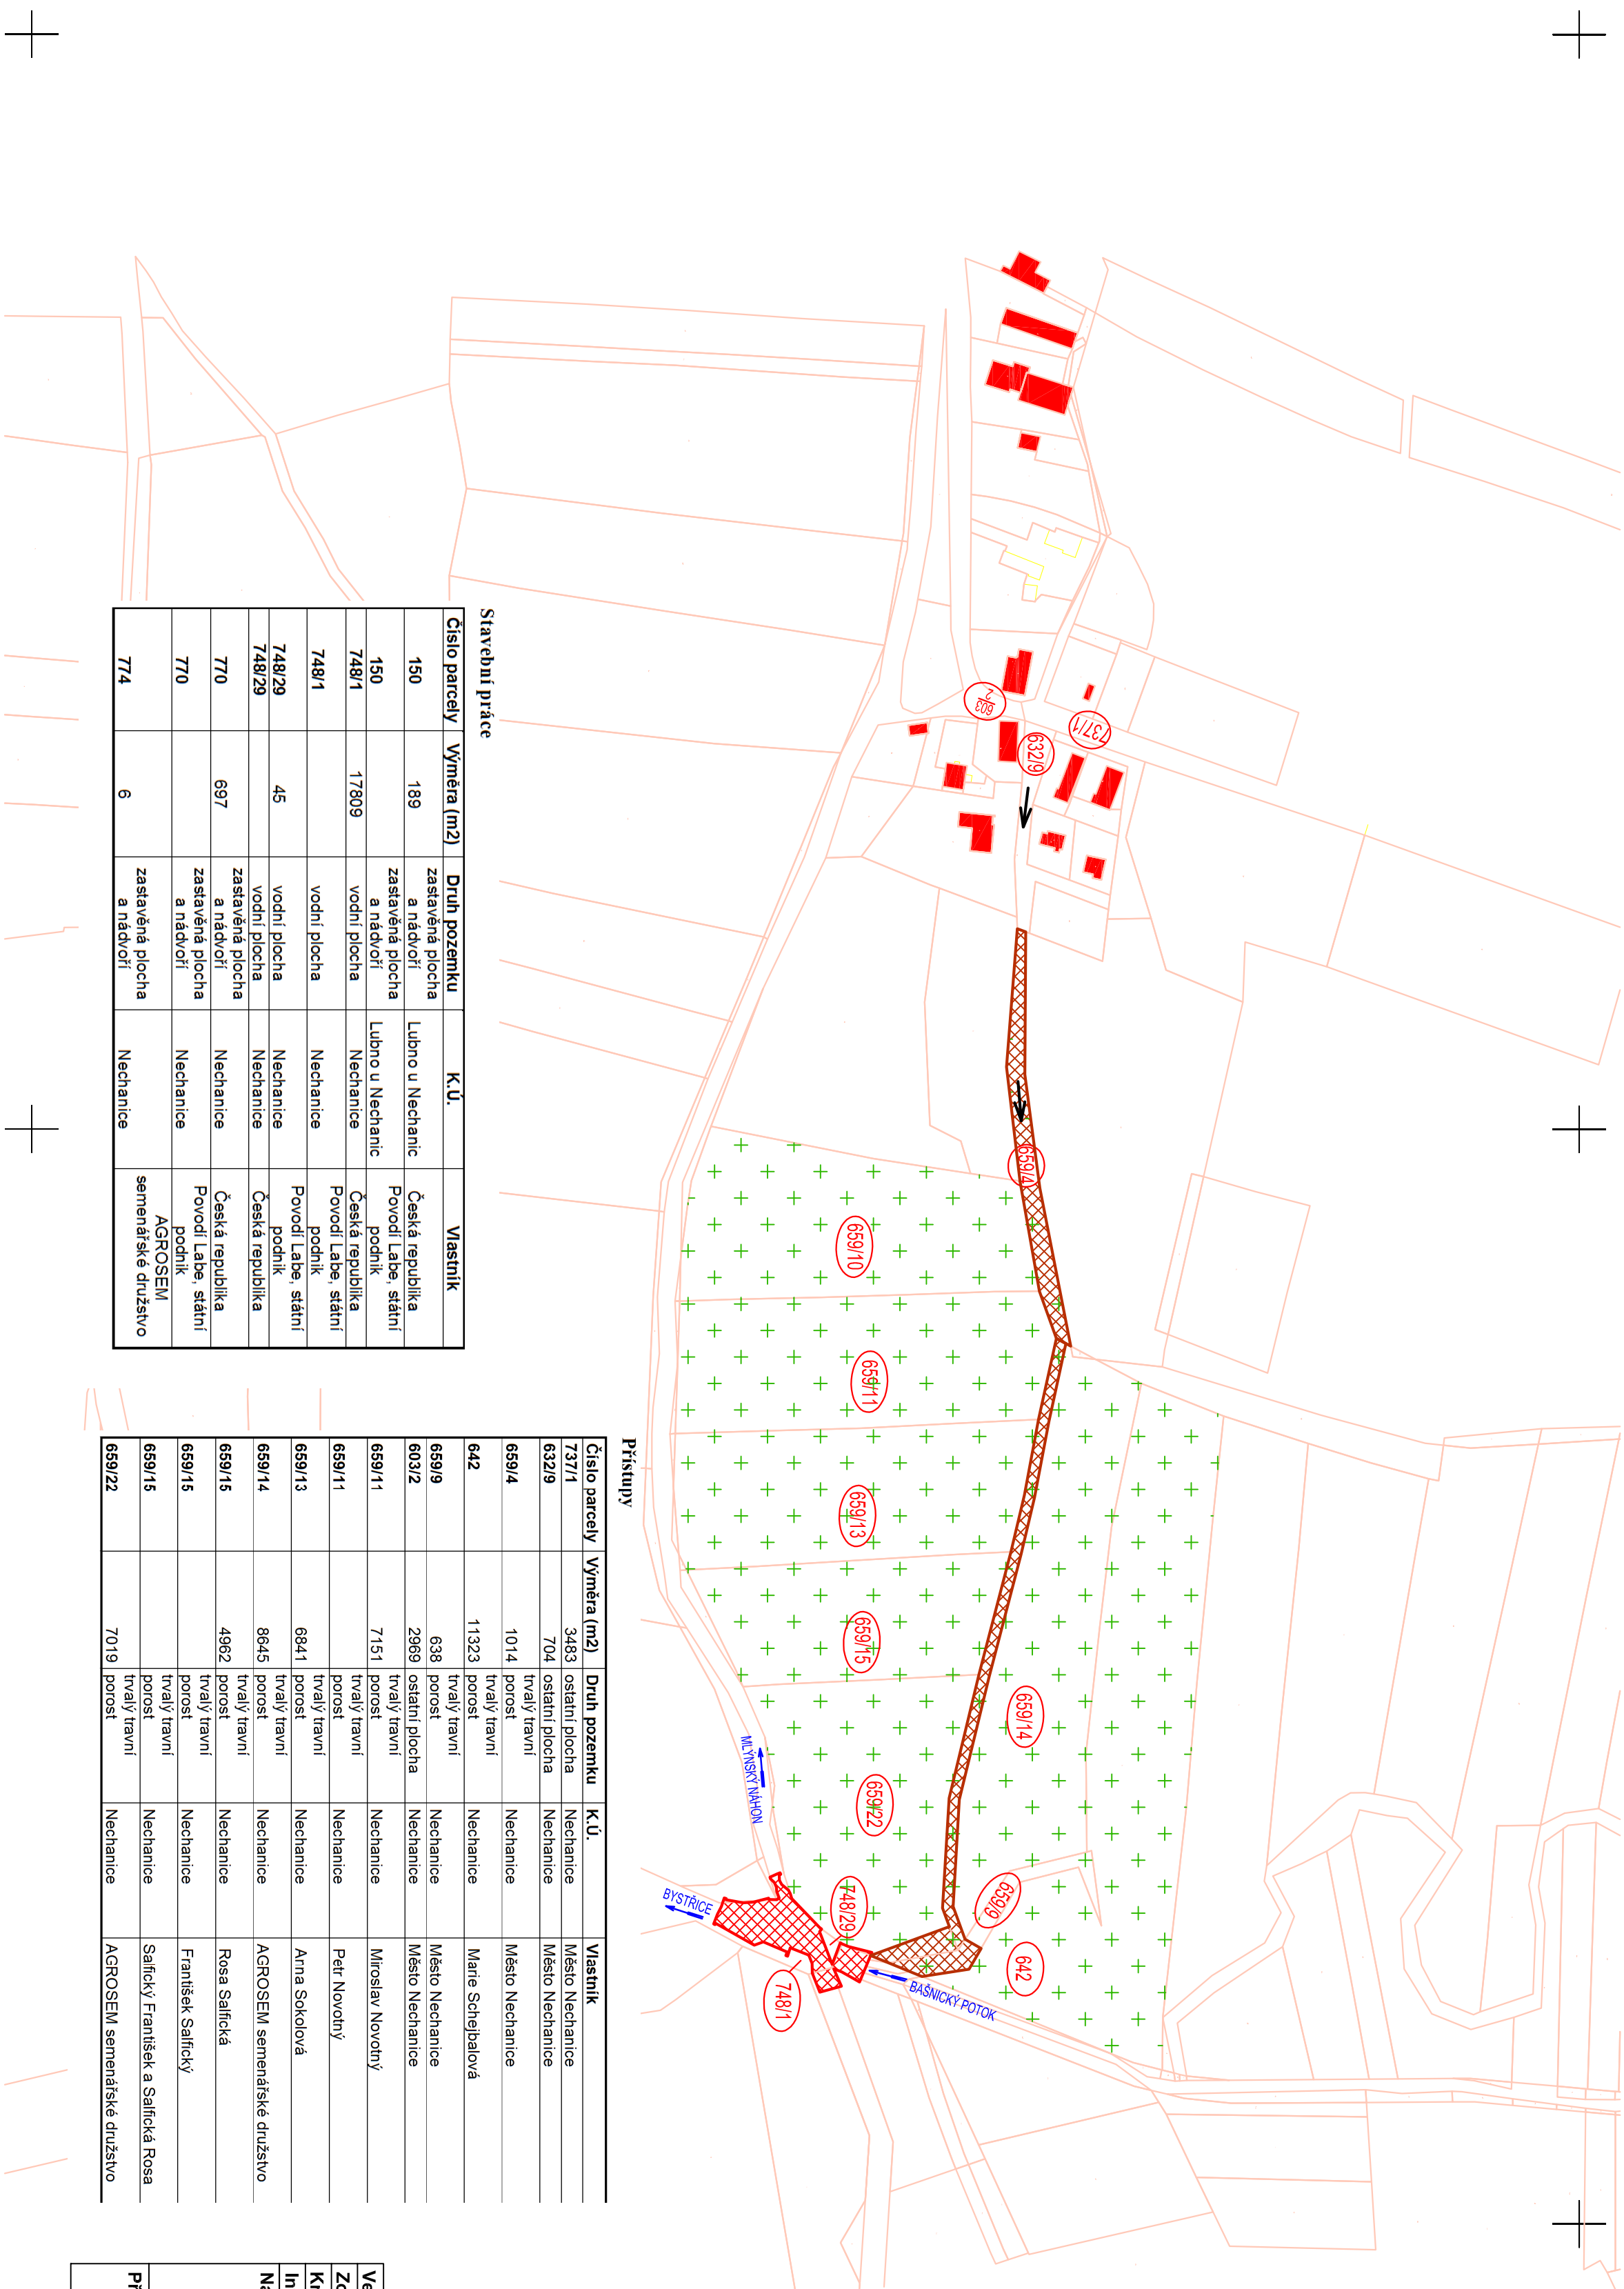 603
2
737/1
632/9
659/4
659/10
659/11
659/13
659/15
659/14
659/22
659/9
642
748/29
748/1
MLÝNSKÝ NÁHON
BYSTŘICE
BAŠNICKÝ POTOK
Stavební práce
Číslo parcely Výměra (m2) Druh pozemku K.Ú. Vlastník
150 189 zastavěná plocha a nádvoří Lubno u Nechanic Česká republika
150 zastavěná plocha a nádvoří Lubno u Nechanic Povodí Labe, státní podnik
748/1 17809 vodní plocha Nechanice Česká republika
748/1 vodní plocha Nechanice Povodí Labe, státní podnik
748/29 45 vodní plocha Nechanice Povodí Labe, státní podnik
748/29 vodní plocha Nechanice Česká republika
770 697 zastavěná plocha a nádvoří Nechanice Česká republika
770 zastavěná plocha a nádvoří Nechanice Povodí Labe, státní podnik
774 6 zastavěná plocha a nádvoří Nechanice AGROSEM semenářské družstvo
Přístupy
Číslo parcely Výměra (m2) Druh pozemku K.Ú. Vlastník
737/1 3483 ostatní plocha Nechanice Město Nechanice
632/9 704 ostatní plocha Nechanice Město Nechanice
659/4 1014 trvalý travní porost Nechanice Město Nechanice
642 11323 trvalý travní porost Nechanice Marie Schejbalová
659/9 638 trvalý travní porost Nechanice Město Nechanice
603/2 2969 ostatní plocha Nechanice Město Nechanice
659/11 7151 trvalý travní porost Nechanice Miroslav Novotný
659/11 trvalý travní porost Nechanice Petr Novotný
659/13 6841 trvalý travní porost Nechanice Anna Sokolová
659/14 8645 trvalý travní porost Nechanice AGROSEM semenářské družstvo
659/15 4962 trvalý travní porost Nechanice Rosa Salfická
659/15 trvalý travní porost Nechanice František Salfický
659/15 trvalý travní porost Nechanice Salfický František a Salfická Rosa
659/22 7019 trvalý travní porost Nechanice AGROSEM semenářské družstvo